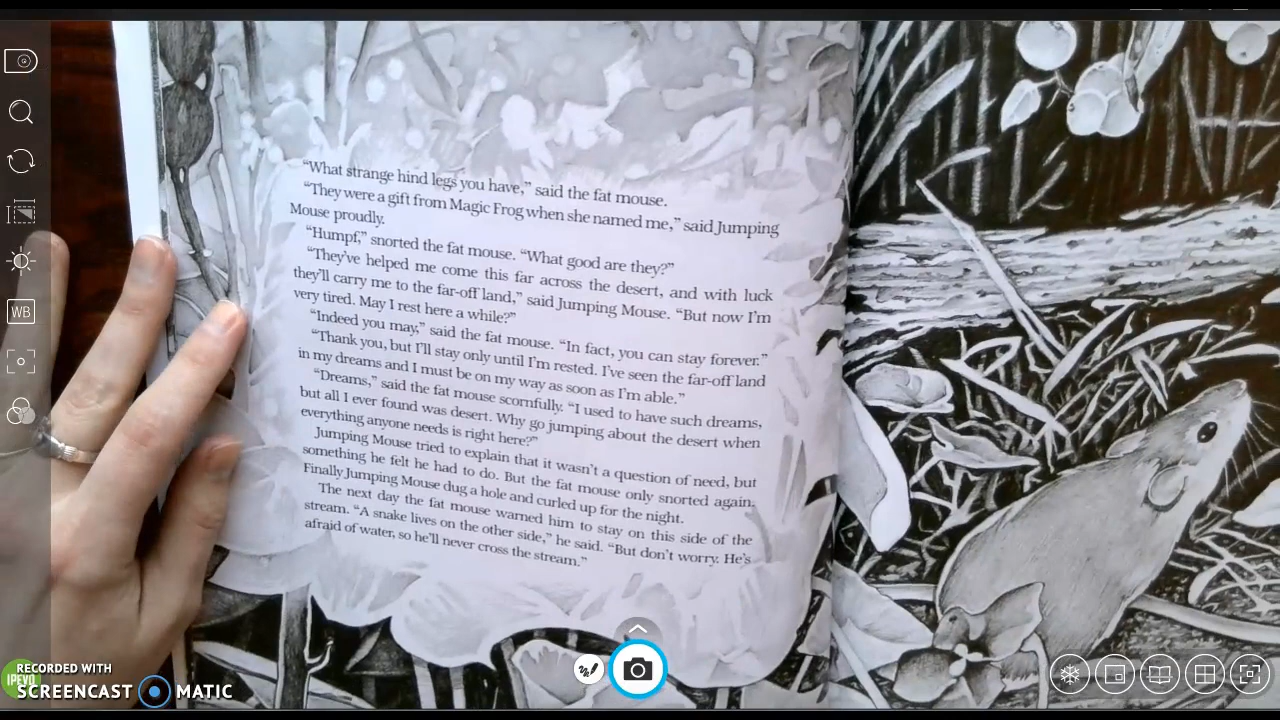 WB
“What strange hind legs you have,” said the fat mouse.
“They were a gift from Magic Frog when she named me,” said Jumping
Mouse proudly.
“Humpf,” snorted the fat mouse. “What good are they?”
“They’ve helped me come this far across the desert, and with luck
they’ll carry me to the far-off land,” said Jumping Mouse. “But now I’m
very tired. May I rest here a while?”
“Indeed you may,” said the fat mouse. “In fact, you can stay forever.”
“Thank you, but I’ll stay only until I’m rested. I’ve seen the far-off land
in my dreams and I must be on my way as soon as I’m able.”
“Dreams,” said the fat mouse scornfully. “I used to have such dreams,
but all I ever found was desert. Why go jumping about the desert when
everything anyone needs is right here?”
Jumping Mouse tried to explain that it wasn’t a question of need, but
something he felt he had to do. But the fat mouse only snorted again.
Finally Jumping Mouse dug a hole and curled up for the night.
The next day the fat mouse warned him to stay on this side of the
stream. “A snake lives on the other side,” he said. “But don’t worry. He’s
afraid of water, so he’ll never cross the stream.”
RECORDED WITH
IPEVO
SCREENCAST MATIC